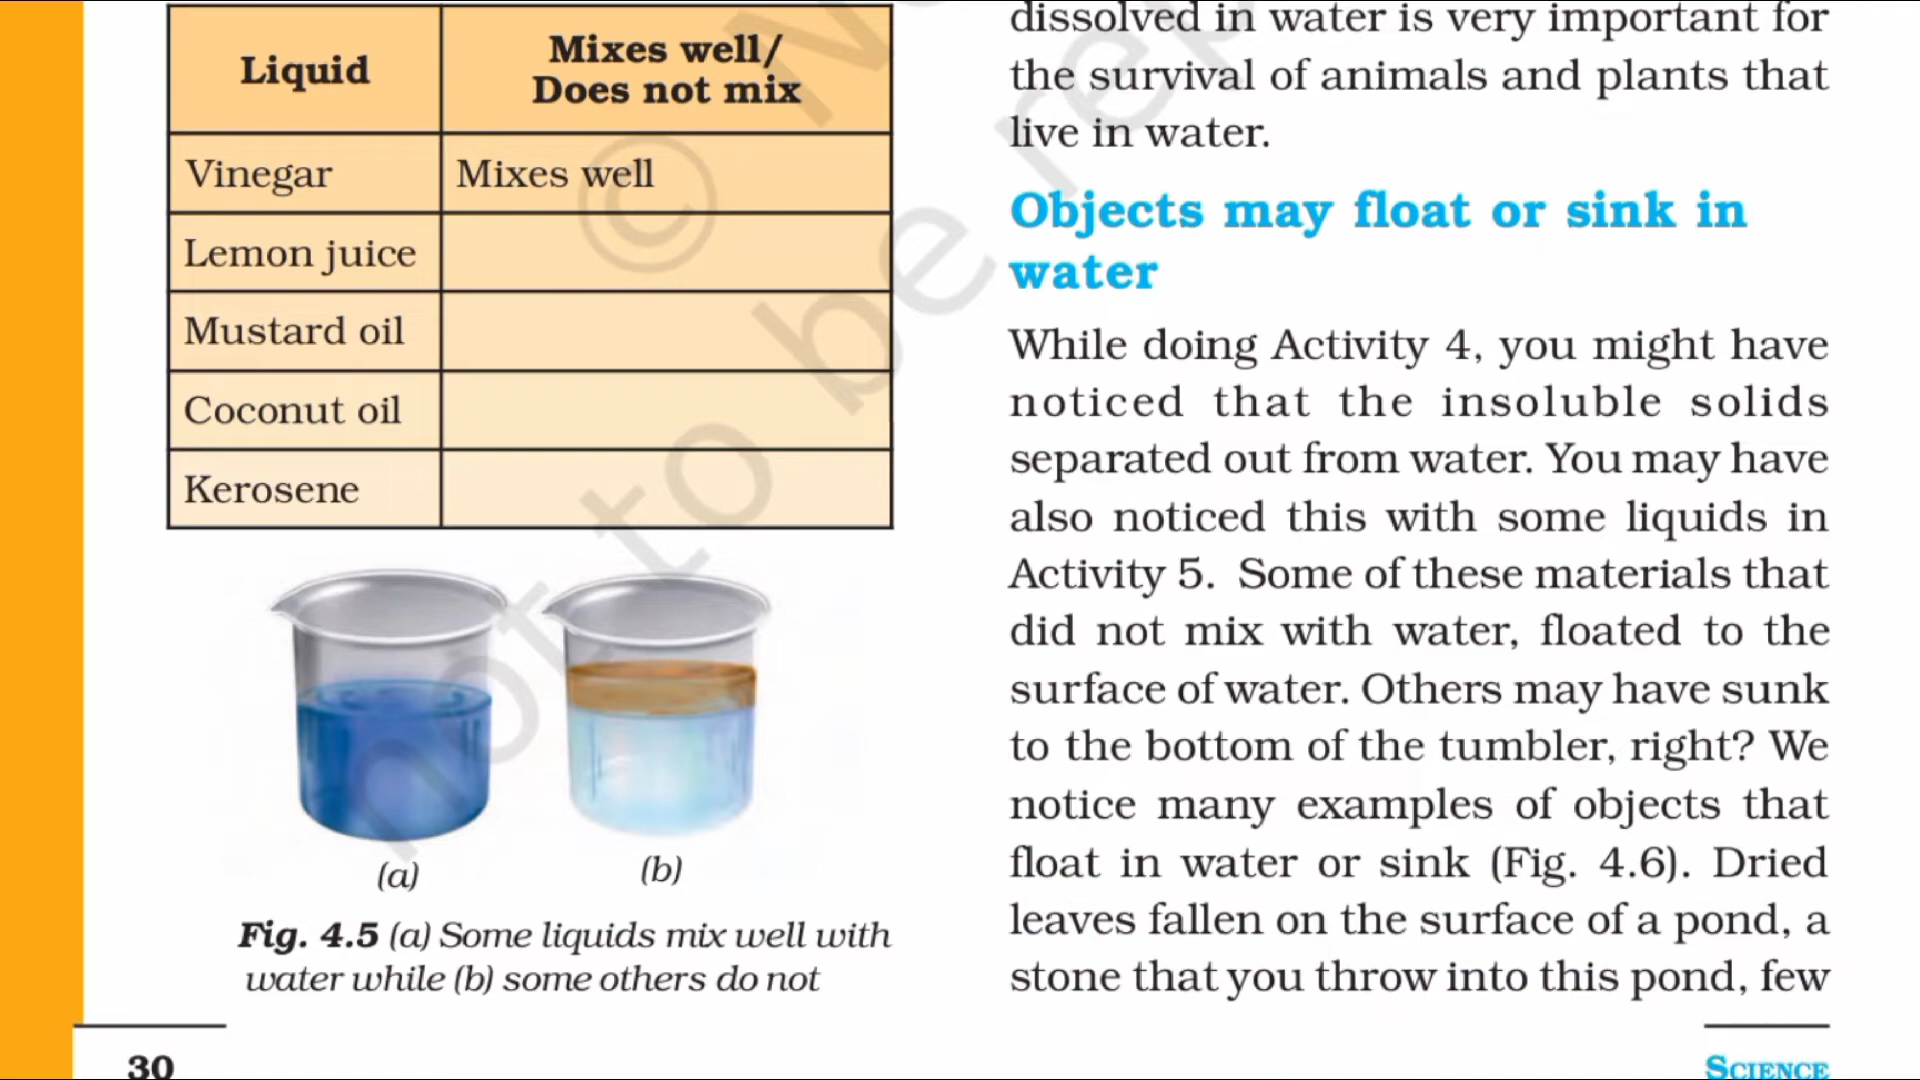 Liquid
Mixes well/
Does not mix
Vinegar
Mixes well
Lemon juice
Mustard oil
Coconut oil
Kerosene
(a)
(b)
Fig. 4.5 (a) Some liquids mix well with
water while (b) some others do not
30
dissolved in water is very important for
the survival of animals and plants that
live in water.
Objects may float or sink in
water
While doing Activity 4, you might have
noticed that the insoluble solids
separated out from water. You may have
also noticed this with some liquids in
Activity 5. Some of these materials that
did not mix with water, floated to the
surface of water. Others may have sunk
to the bottom of the tumbler, right? We
notice many examples of objects that
float in water or sink (Fig. 4.6). Dried
leaves fallen on the surface of a pond, a
stone that you throw into this pond, few
SCIENCE
© N
not to be rep